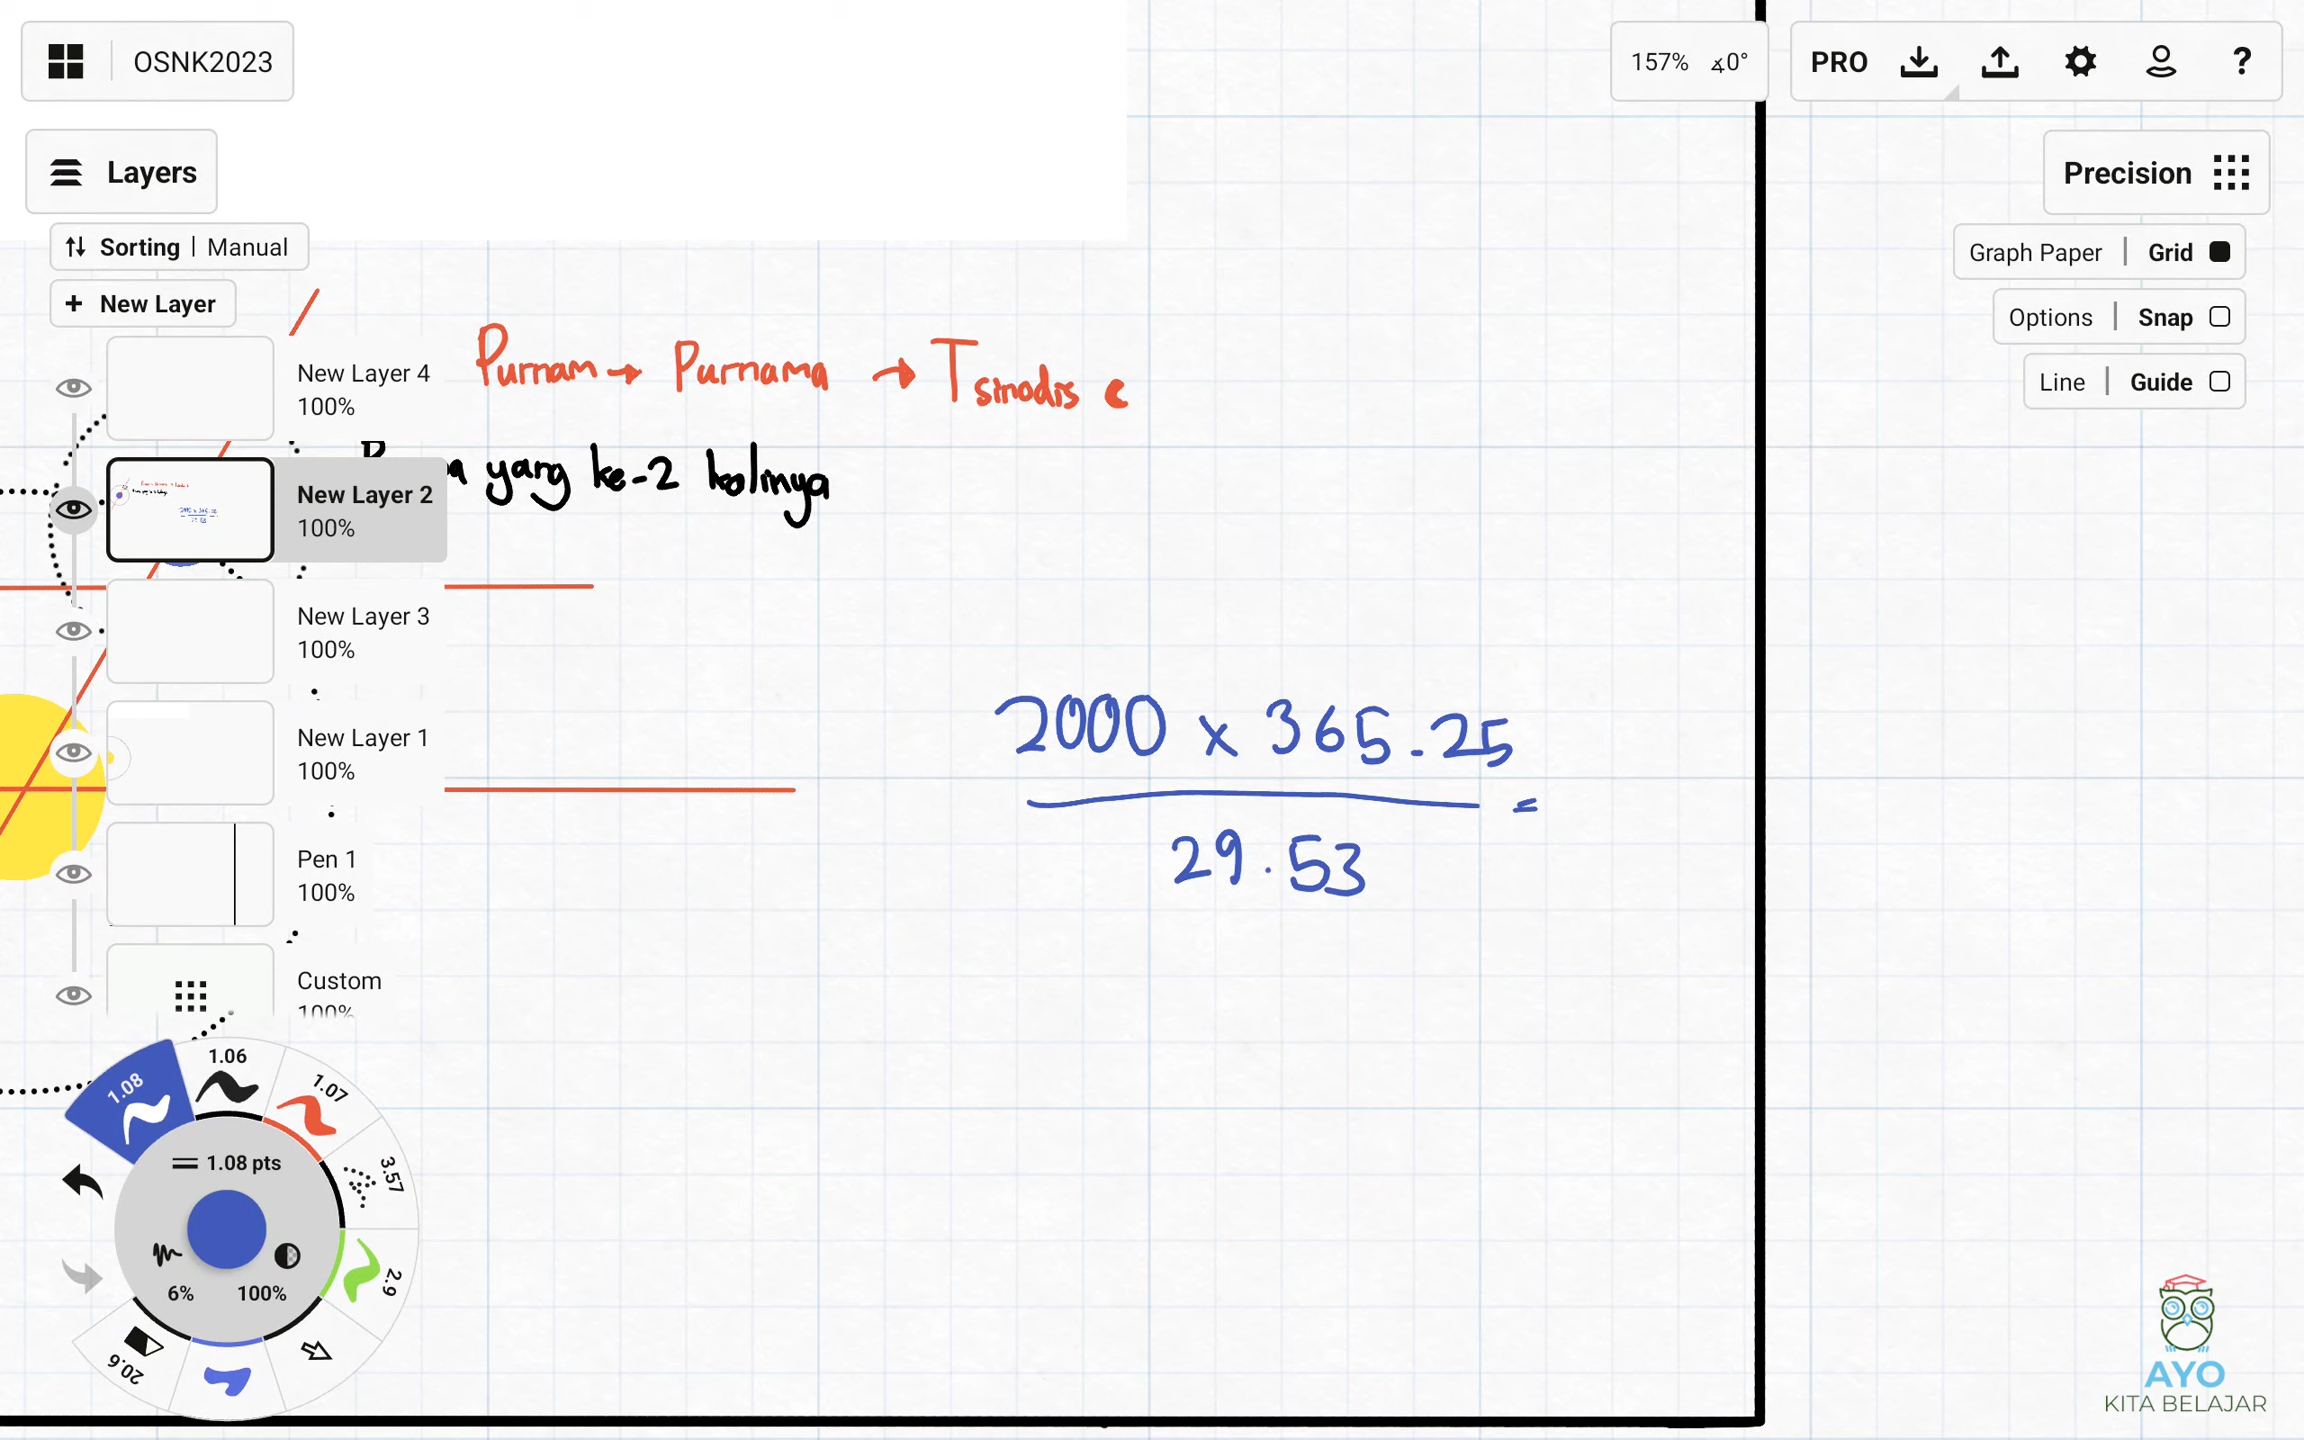 OSNK2023
157% ∡0°
PRO
?
Layers
Precision
Sorting | Manual
Graph Paper | Grid
+ New Layer
Options | Snap
Line | Guide
New Layer 4
100%
Purnam → Purnama → Tsinodis
yang ke-2 kalinya
New Layer 2
100%
New Layer 3
100%
New Layer 1
100%
2000 x 365.25
=
29.53
Pen 1
100%
Custom
100%
1.08
1.06
1.07
3.57
2.9
1.08 pts
6%
100%
20.6
AYO
KITA BELAJAR